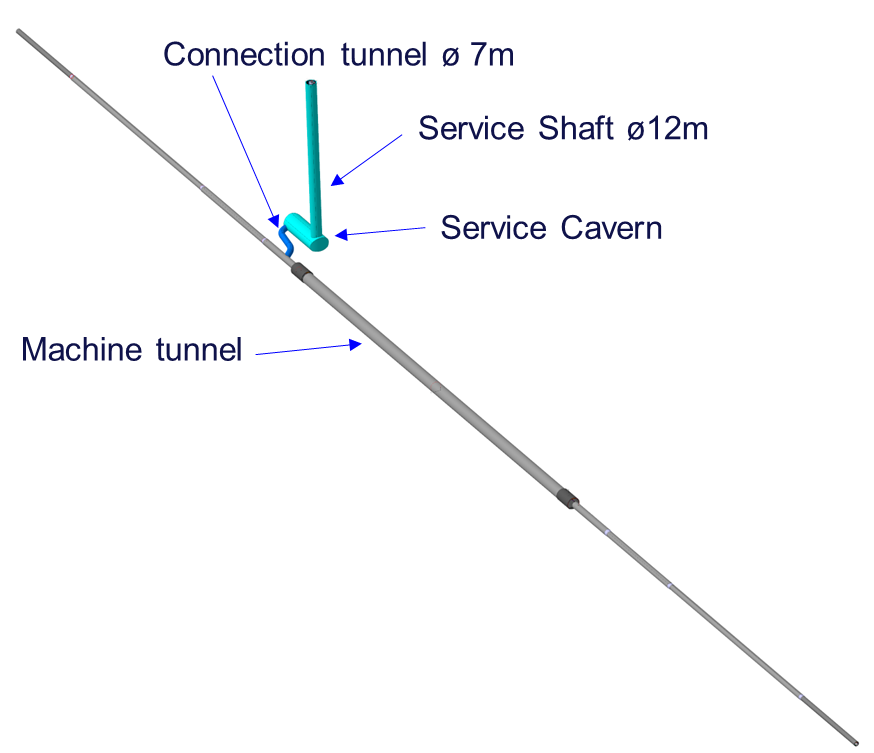 Connection tunnel ø 7m
Service Shaft ø12m
Service Cavern
Machine tunnel